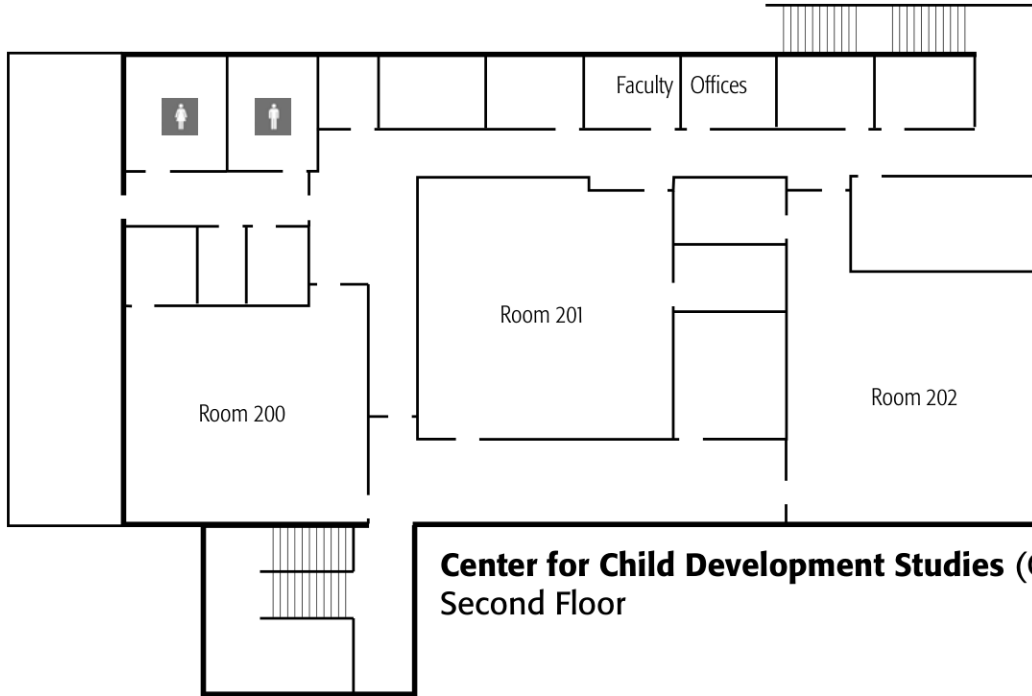 Faculty Offices
Room 201
Room 202
Room 200
Center for Child Development Studies (
Second Floor